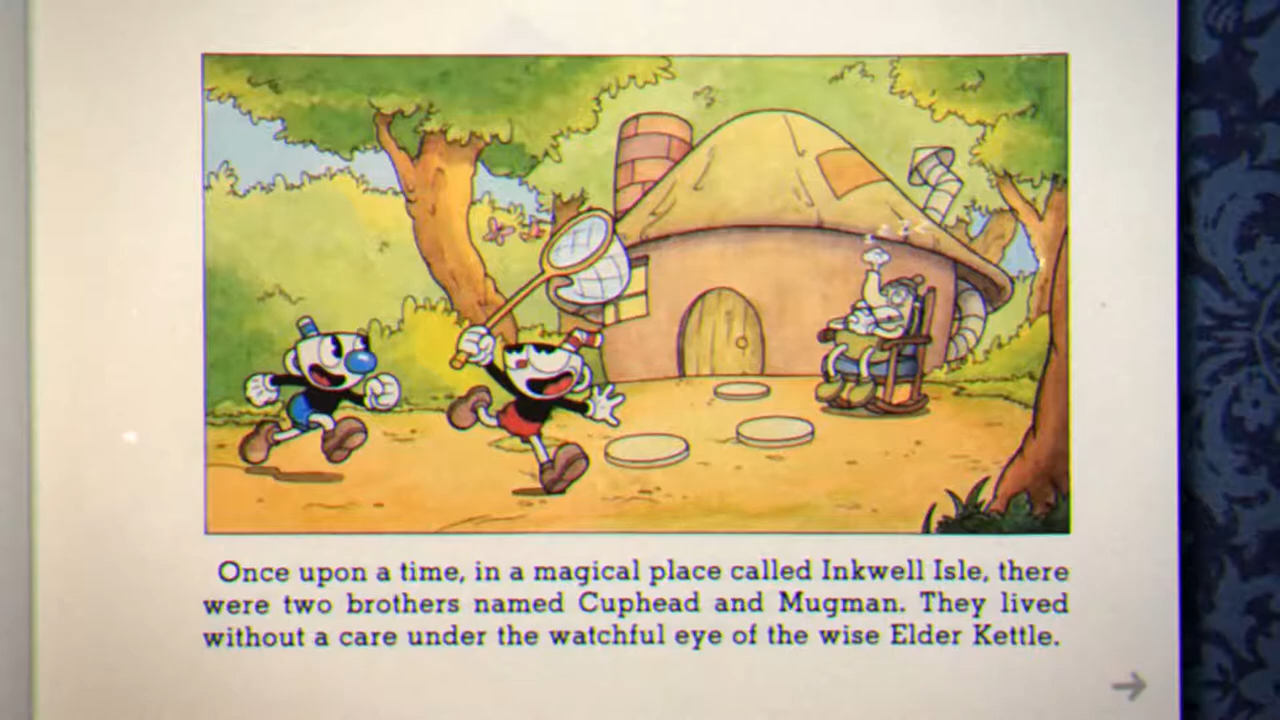 Once upon a time, in a magical place called Inkwell Isle, there
were two brothers named Cuphead and Mugman. They lived
without a care under the watchful eye of the wise Elder Kettle.